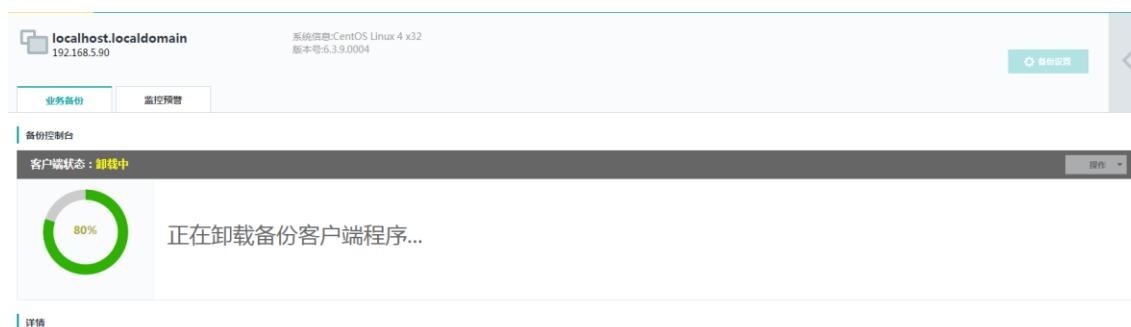 localhost.localdomain
192.168.5.90
系统信息:CentOS Linux 4 x32
版本号:6.3.9.0004
备份设置
业务备份
监控预警
备份控制台
客户端状态：卸载中
操作
80%
正在卸载备份客户端程序...
详情